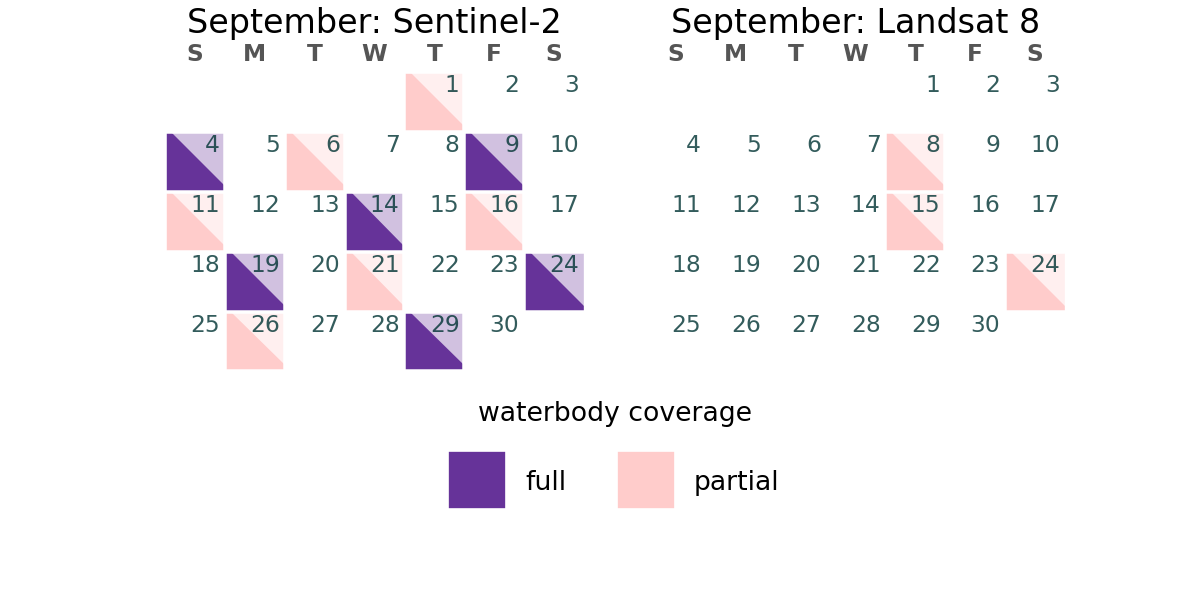 September: Sentinel-2
S M T W T F S
1 2 3
4 5 6 7 8 9 10
11 12 13 14 15 16 17
18 19 20 21 22 23 24
25 26 27 28 29 30
September: Landsat 8
S M T W T F S
1 2 3
4 5 6 7 8 9 10
11 12 13 14 15 16 17
18 19 20 21 22 23 24
25 26 27 28 29 30
waterbody coverage
full partial